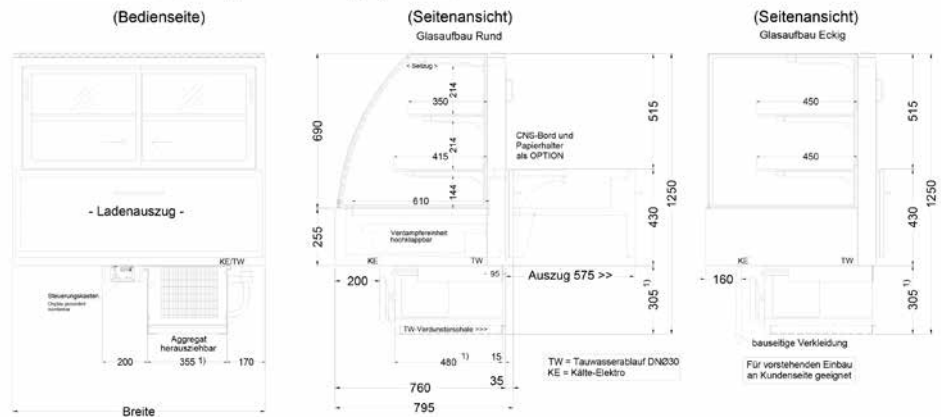 (Bedienseite)
- Ladenauszug -
KE/TW
Steuerungskasten,
Aggregat
herausziehbar
200
355 1)
170
Breite
(Seitenansicht)
Glasaufbau Rund
690
255
350
214
415
214
144
610
515
430
1250
305 1)
CNS-Bord und
Papierhalter
als OPTION
Verdampfereinheit
hochklappbar
KE
TW
200
95
Auszug 575 >>
TW-Verdunsterschale >>>
480 1)
15
35
760
795
TW = Tauwasserablauf DNØ30
KE = Kälte-Elektro
(Seitenansicht)
Glasaufbau Eckig
450
450
515
430
1250
305 1)
KE
TW
160
bauseitige Verkleidung
Für vorstehenden Einbau
an Kundenseite geeignet